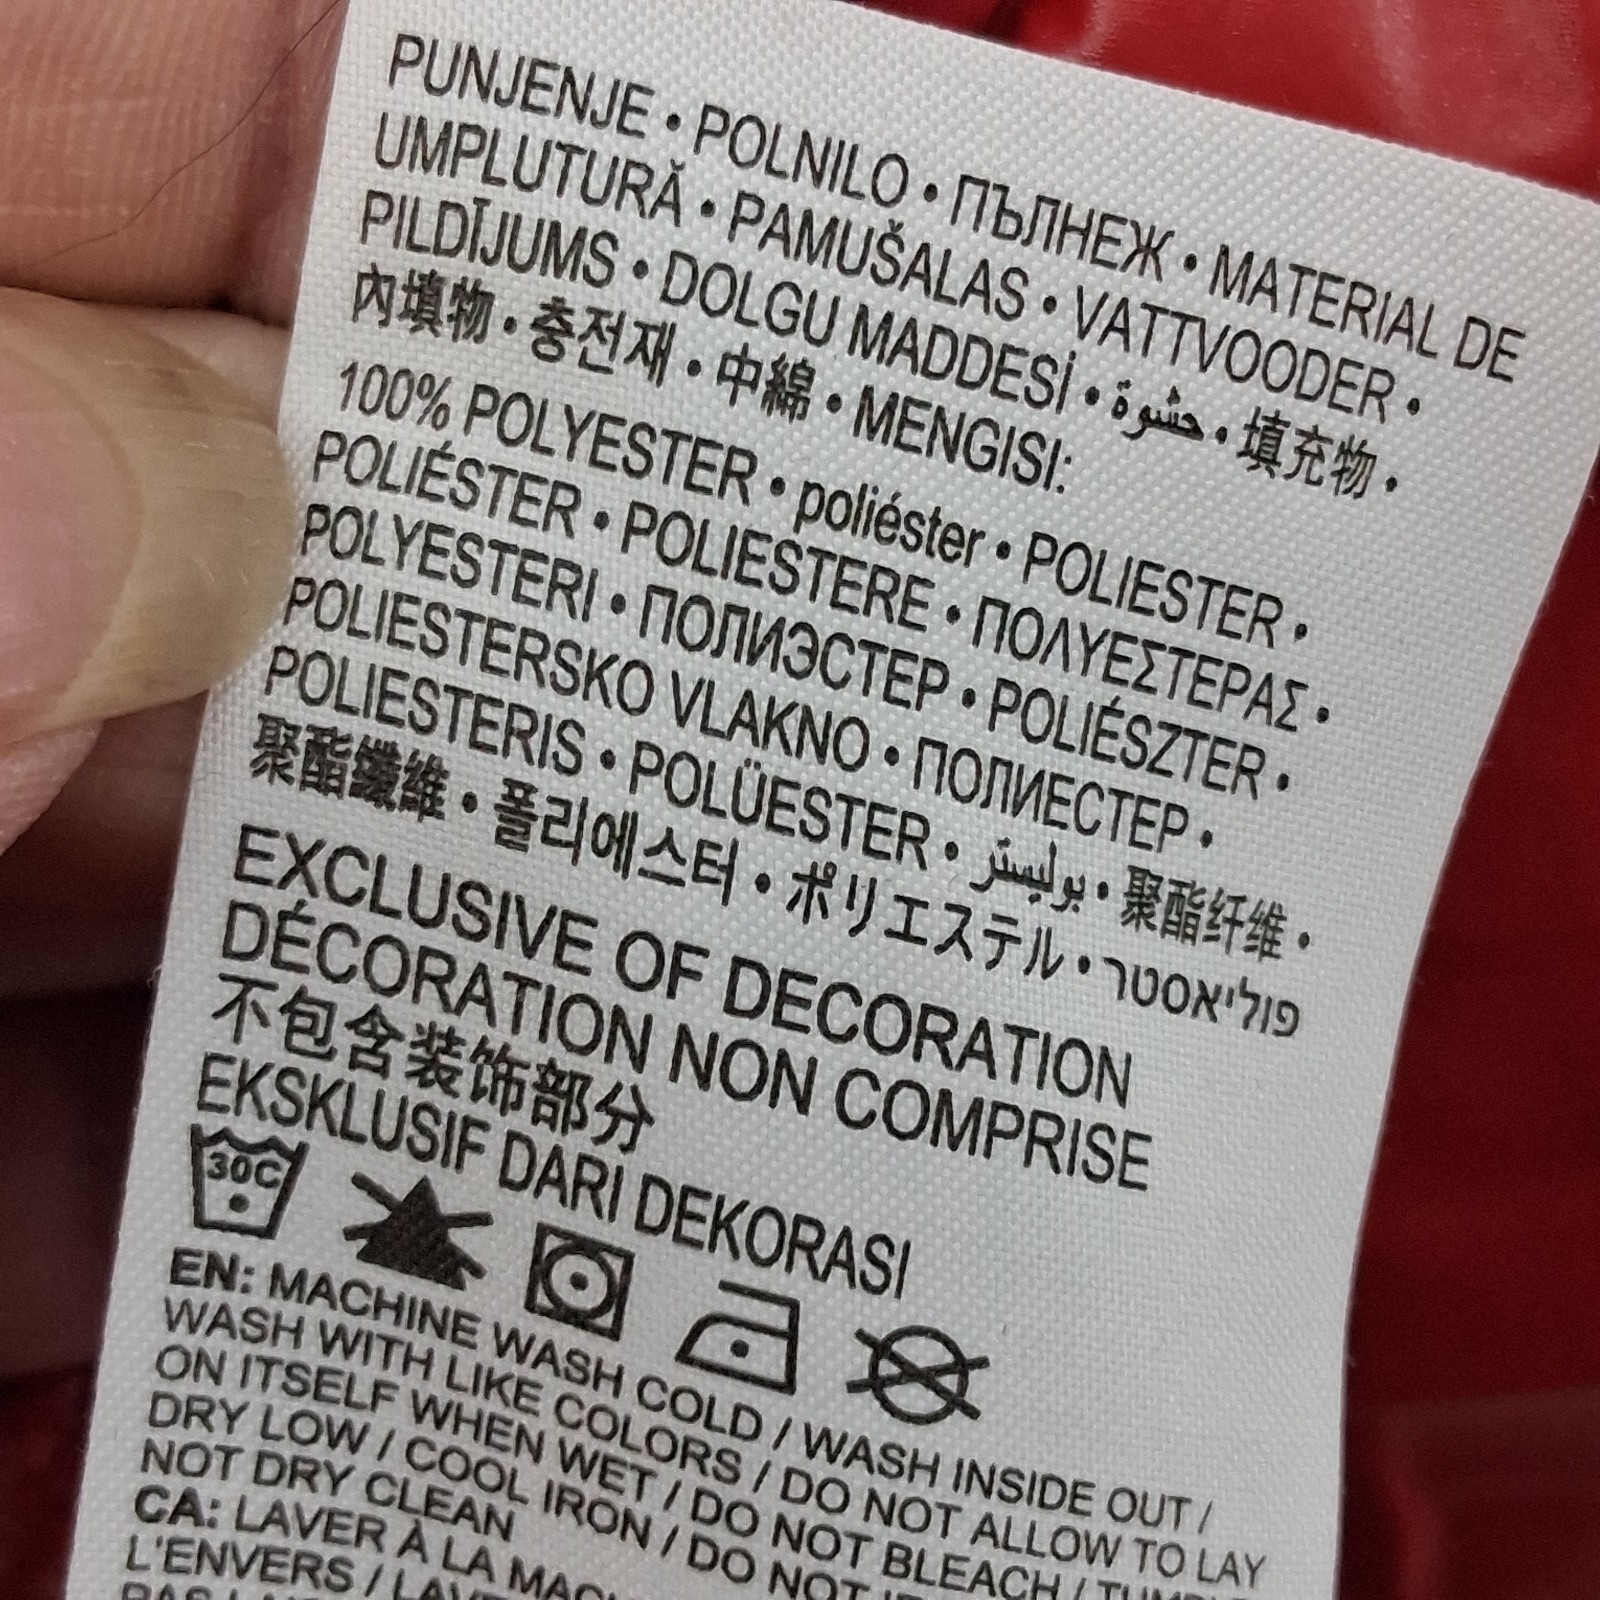 PUNJENJE • POLNILO • ПЪЛНЕЖ • MATERIAL DE
UMPLUTURĂ • PAMUŠALAS • VATTVOODER •
PILDĪJUMS • DOLGU MADDESİ • حشوة • 填充物 •
內填物 • 충전재 • 中綿 • MENGISI:
100% POLYESTER • poliéster • POLIESTER •
POLIÉSTER • POLIESTERE • ΠΟΛΥΕΣΤΕΡΑΣ •
POLYESTERI • ПОЛИЭСТЕР • POLIÉSZTER •
POLIESTERSKO VLAKNO • ПОЛИЕСТЕР •
POLIESTERIS • POLÜESTER • بوليستر • 聚酯纤维 •
聚酯纖維 • 폴리에스터 • ポリエステル • פוליאסטר
EXCLUSIVE OF DECORATION
DÉCORATION NON COMPRISE
不包含装饰部分
EKSKLUSIF DARI DEKORASI
30C
EN: MACHINE WASH COLD / WASH INSIDE OUT /
WASH WITH LIKE COLORS / DO NOT ALLOW TO LAY
ON ITSELF WHEN WET / DO NOT BLEACH /
DRY LOW / COOL IRON / DO NOT
NOT DRY CLEAN
CA: LAVER À LA
L'ENVERS /